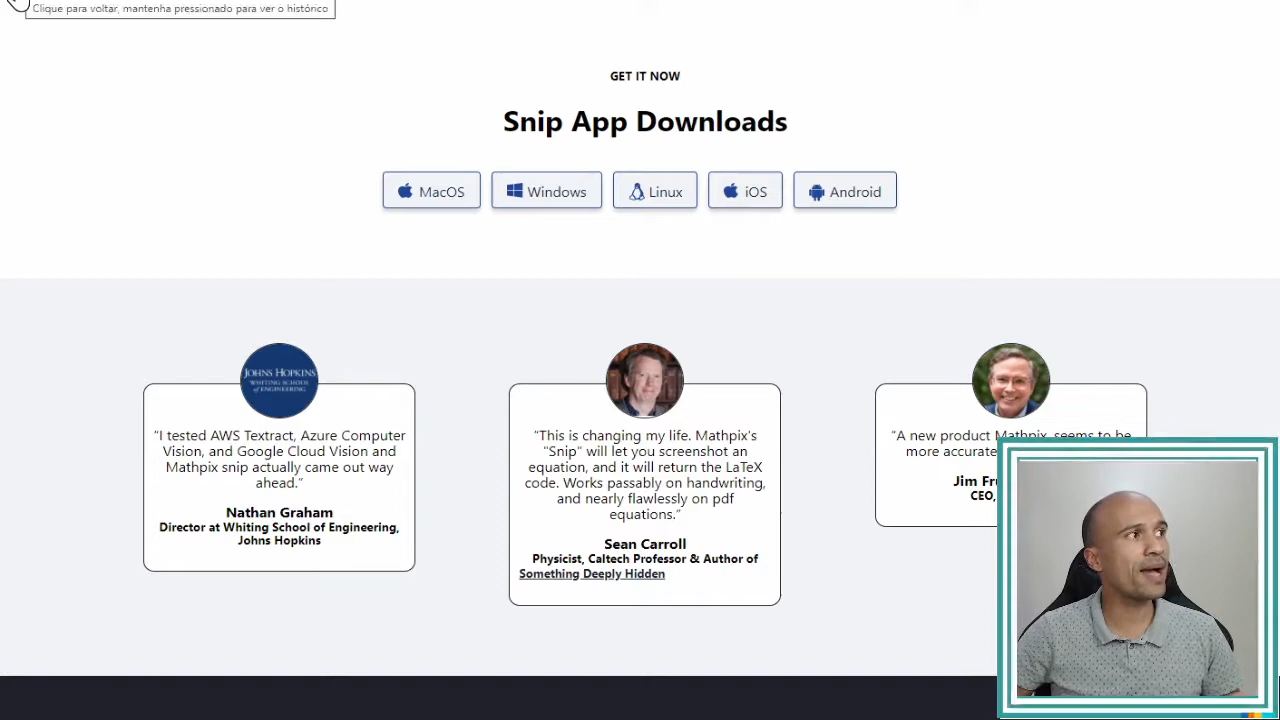 Clique para voltar, mantenha pressionado para ver o histórico
GET IT NOW
Snip App Downloads
MacOS
Windows
Linux
iOS
Android
JOHNS HOPKINS
WHITING SCHOOL
of ENGINEERING
“I tested AWS Textract, Azure Computer
Vision, and Google Cloud Vision and
Mathpix snip actually came out way
ahead.”
Nathan Graham
Director at Whiting School of Engineering,
Johns Hopkins
“This is changing my life. Mathpix's
“Snip” will let you screenshot an
equation, and it will return the LaTeX
code. Works passably on handwriting,
and nearly flawlessly on pdf
equations.”
Sean Carroll
Physicist, Caltech Professor & Author of
Something Deeply Hidden
“A new product Mathpix, seems to be
more accurate
Jim
CEO,